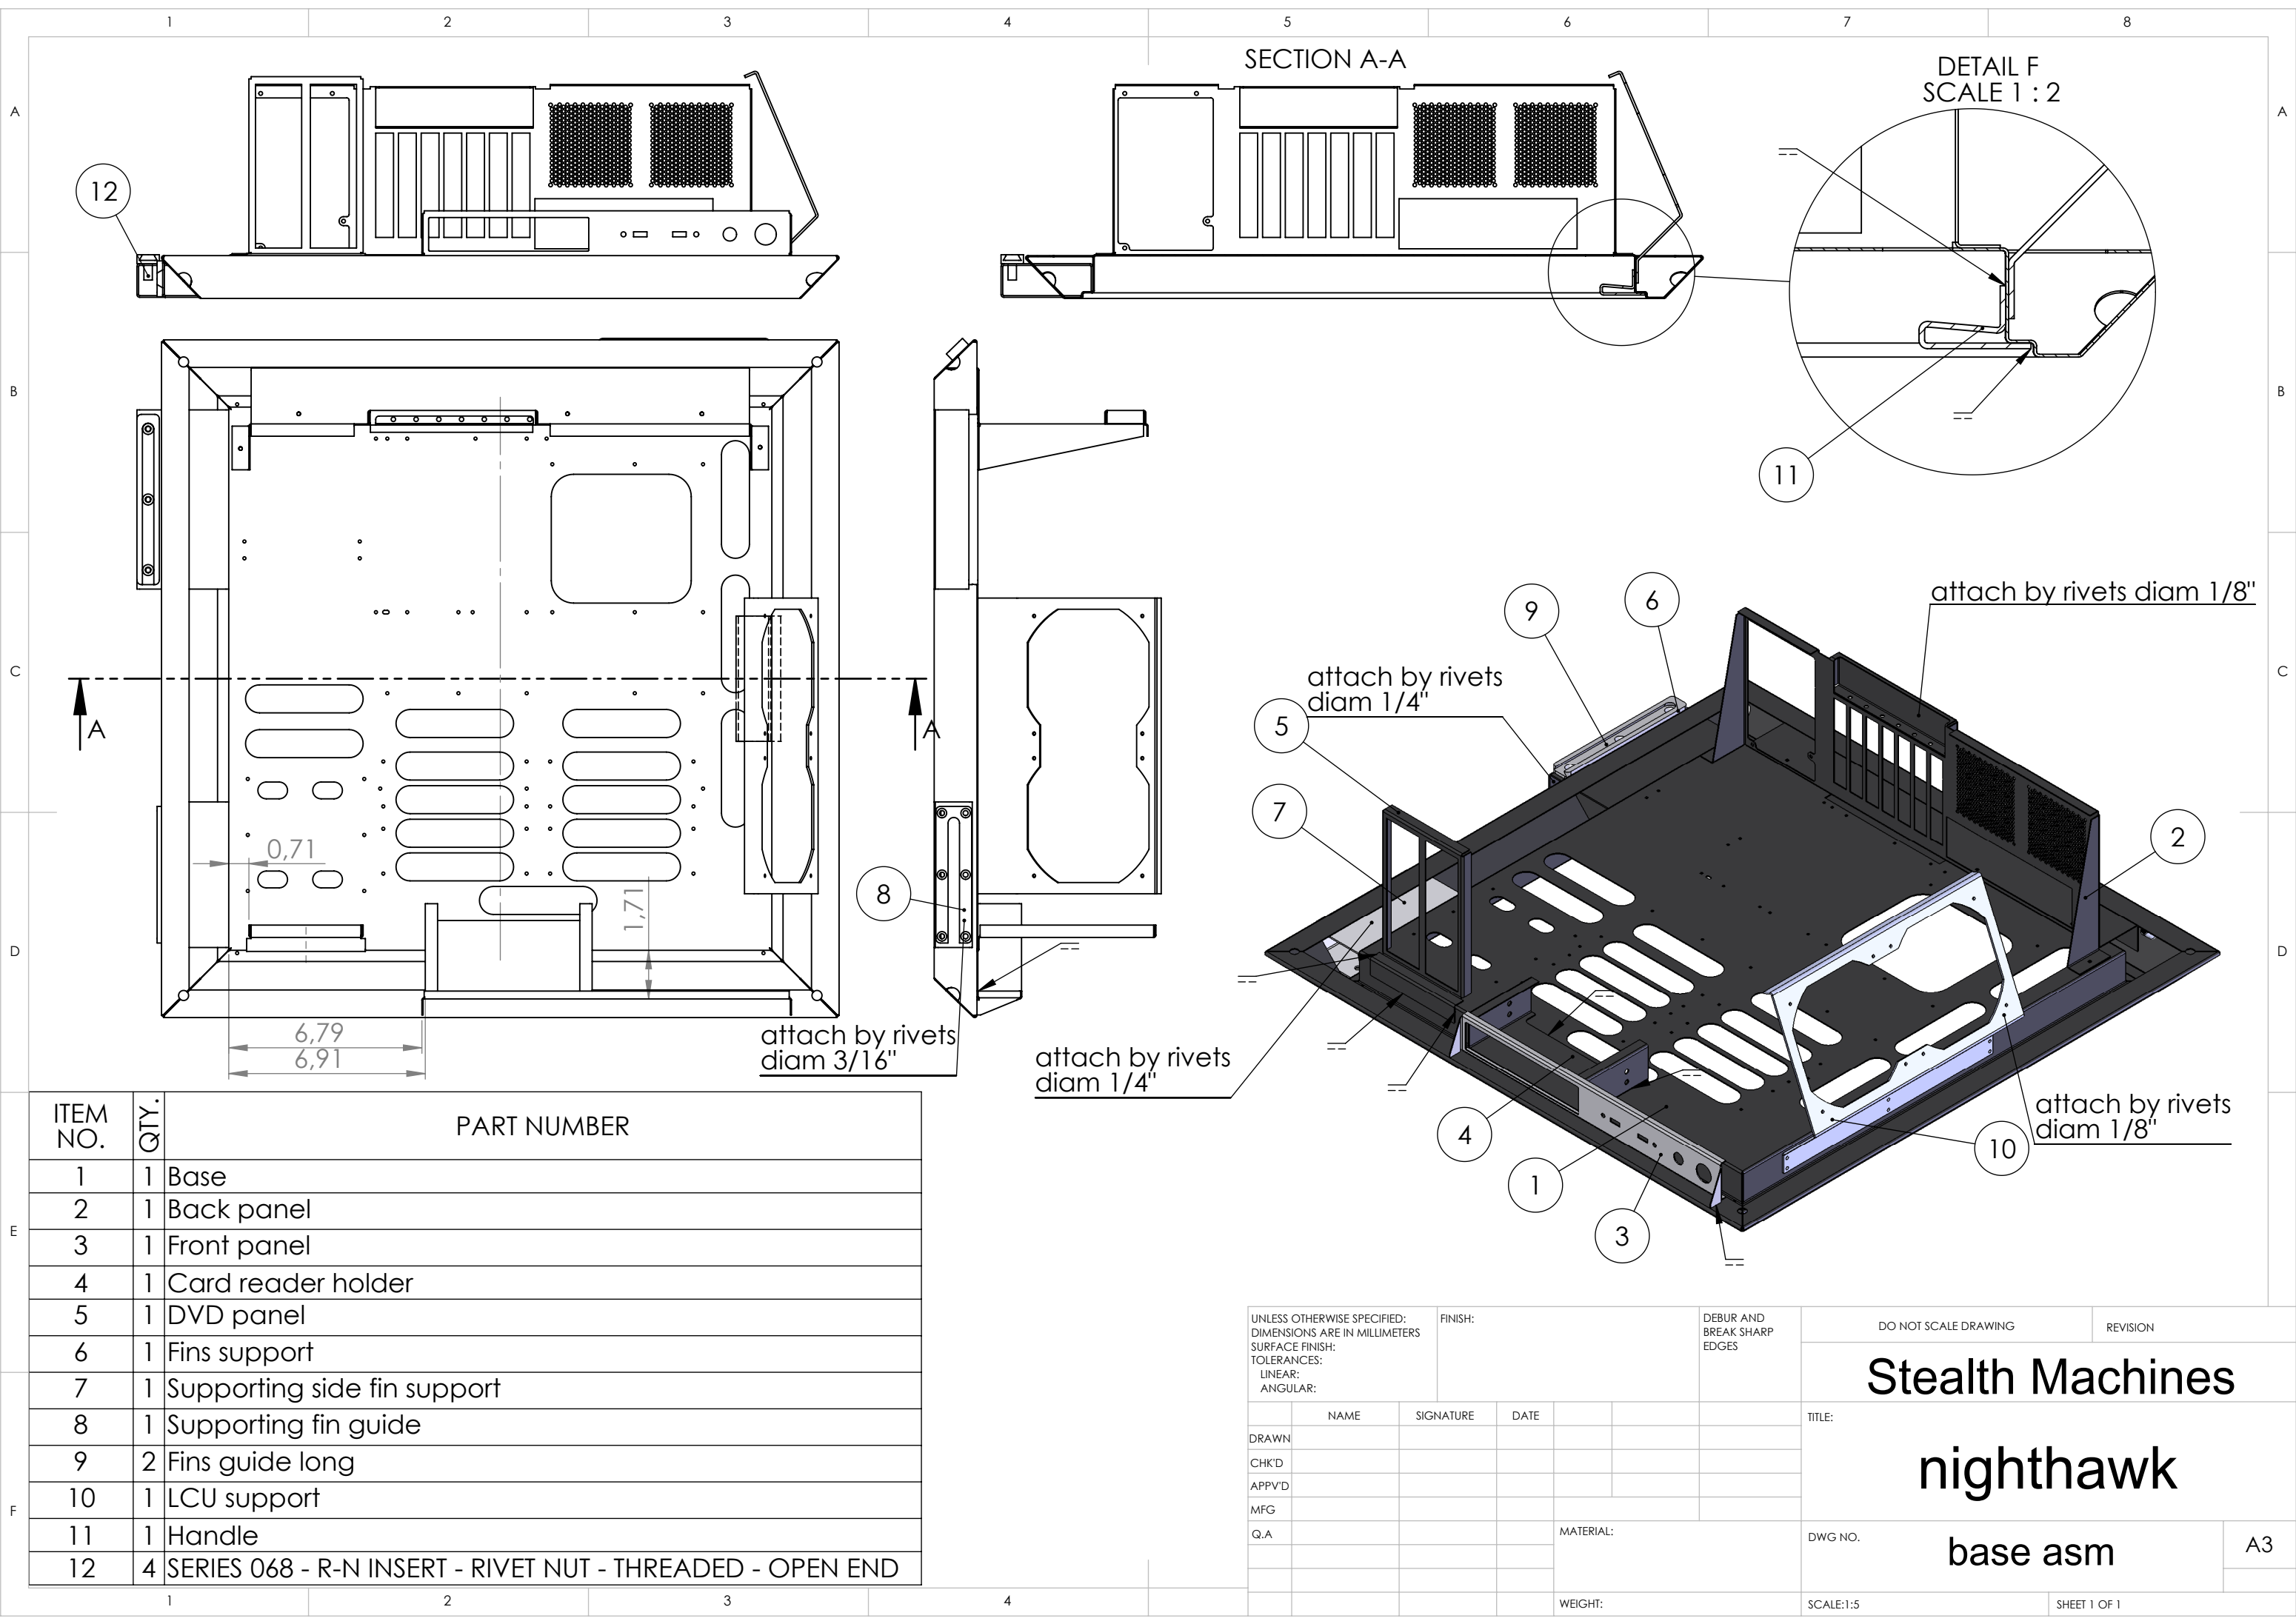 1 2 3 4 5 6 7 8
SECTION A-A
DETAIL F
SCALE 1 : 2
A A
12
B B
11
9
6
attach by rivets diam 1/8"
C C
attach by rivets
diam 1/4"
5
A A
7
2
0,71
8
1,71
D D
6,79
6,91
attach by rivets
diam 3/16"
attach by rivets
diam 1/4"
attach by rivets
diam 1/8"
4
10
1
3
ITEM NO. QTY. PART NUMBER
1 1 Base
2 1 Back panel
3 1 Front panel
4 1 Card reader holder
5 1 DVD panel
6 1 Fins support
7 1 Supporting side fin support
8 1 Supporting fin guide
9 2 Fins guide long
10 1 LCU support
11 1 Handle
12 4 SERIES 068 - R-N INSERT - RIVET NUT - THREADED - OPEN END
E
F
UNLESS OTHERWISE SPECIFIED:
DIMENSIONS ARE IN MILLIMETERS
SURFACE FINISH:
TOLERANCES:
LINEAR:
ANGULAR:
FINISH:
DEBUR AND
BREAK SHARP
EDGES
DO NOT SCALE DRAWING
REVISION
Stealth Machines
NAME SIGNATURE DATE
TITLE:
DRAWN
CHK'D
APPV'D
MFG
Q.A
nighthawk
MATERIAL:
DWG NO.
base asm
A3
WEIGHT:
SCALE:1:5
SHEET 1 OF 1
1 2 3 4